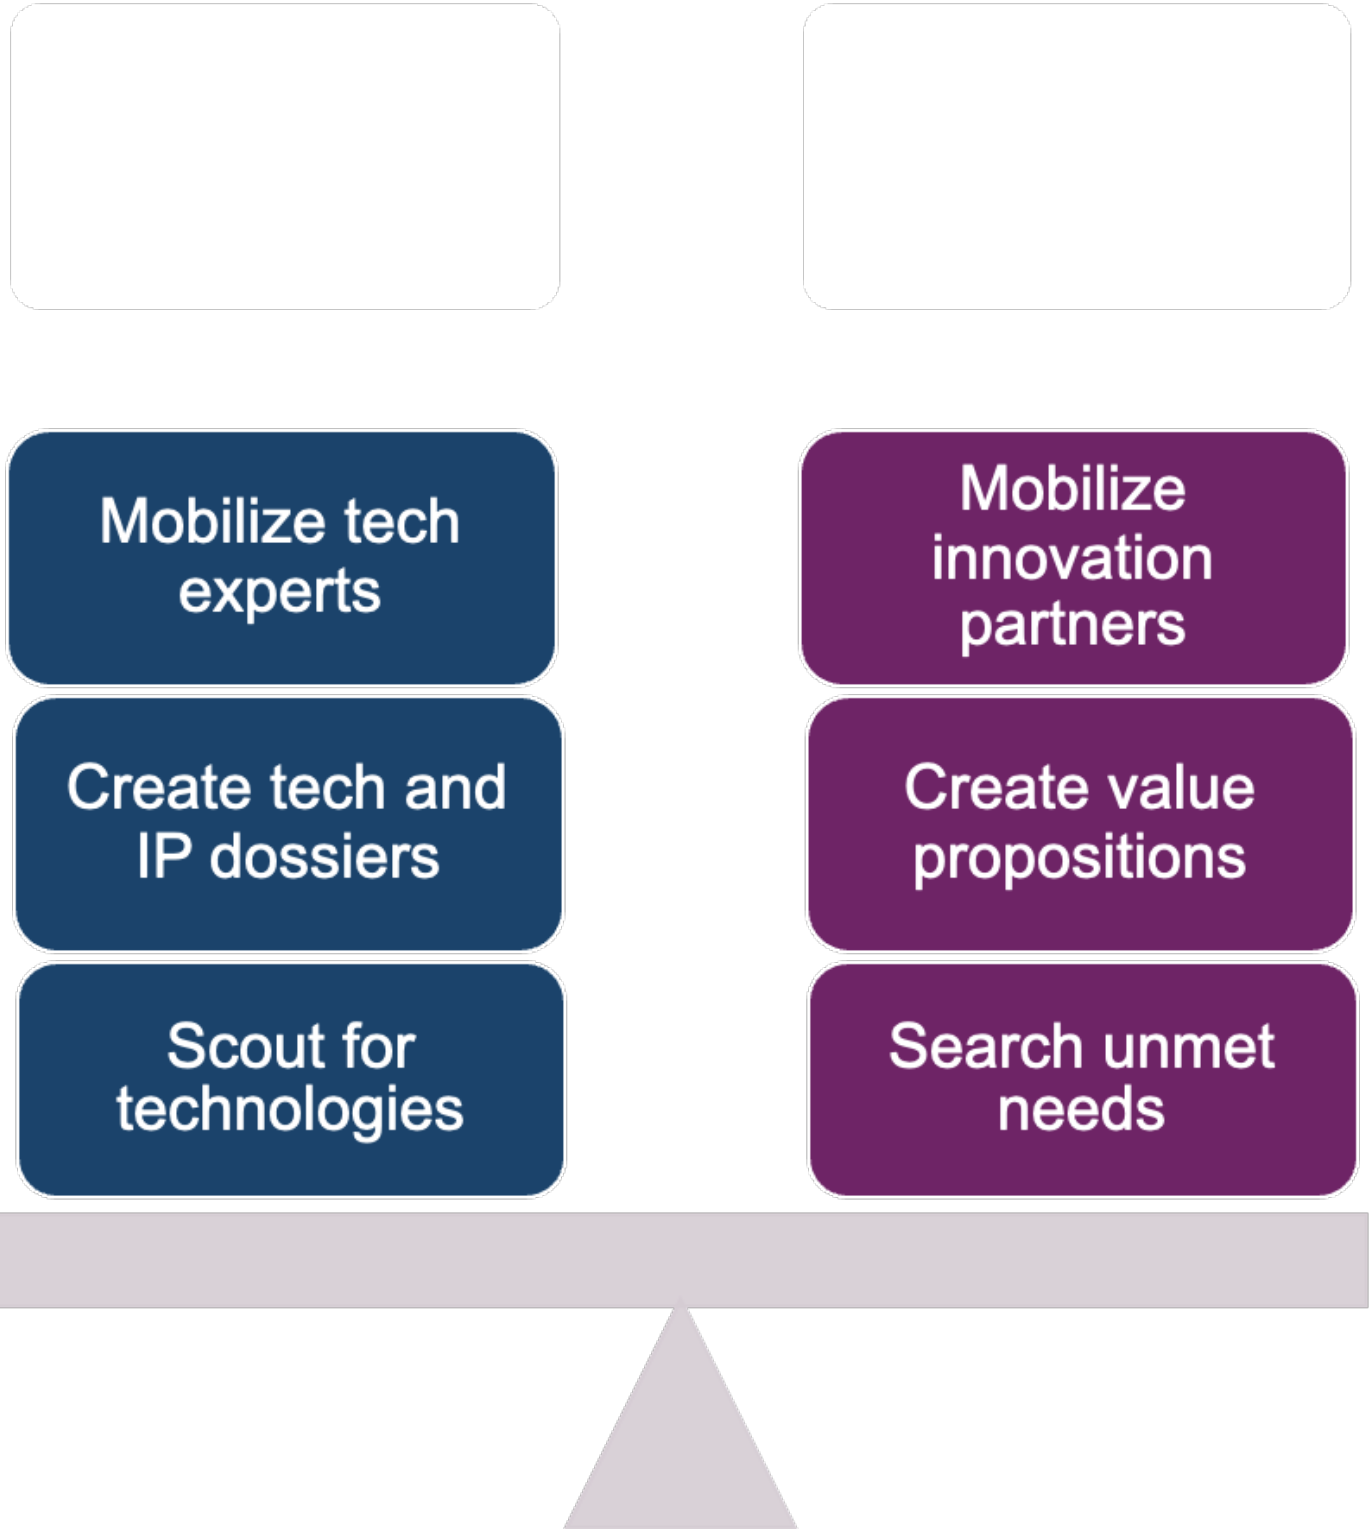 Mobilize tech
experts
Create tech and
IP dossiers
Scout for
technologies
Mobilize
innovation
partners
Create value
propositions
Search unmet
needs